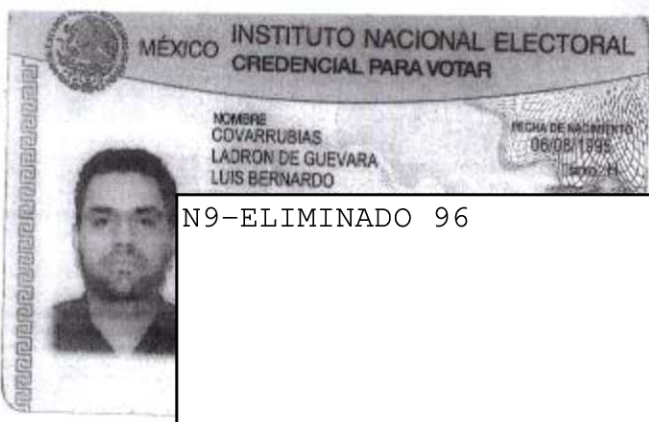 MÉXICO INSTITUTO NACIONAL ELECTORAL
CREDENCIAL PARA VOTAR
NOMBRE
COVARRUBIAS
LADRON DE GUEVARA
LUIS BERNARDO
FECHA DE NACIMIENTO
06/08/1995
SEXO H
N9-ELIMINADO 96